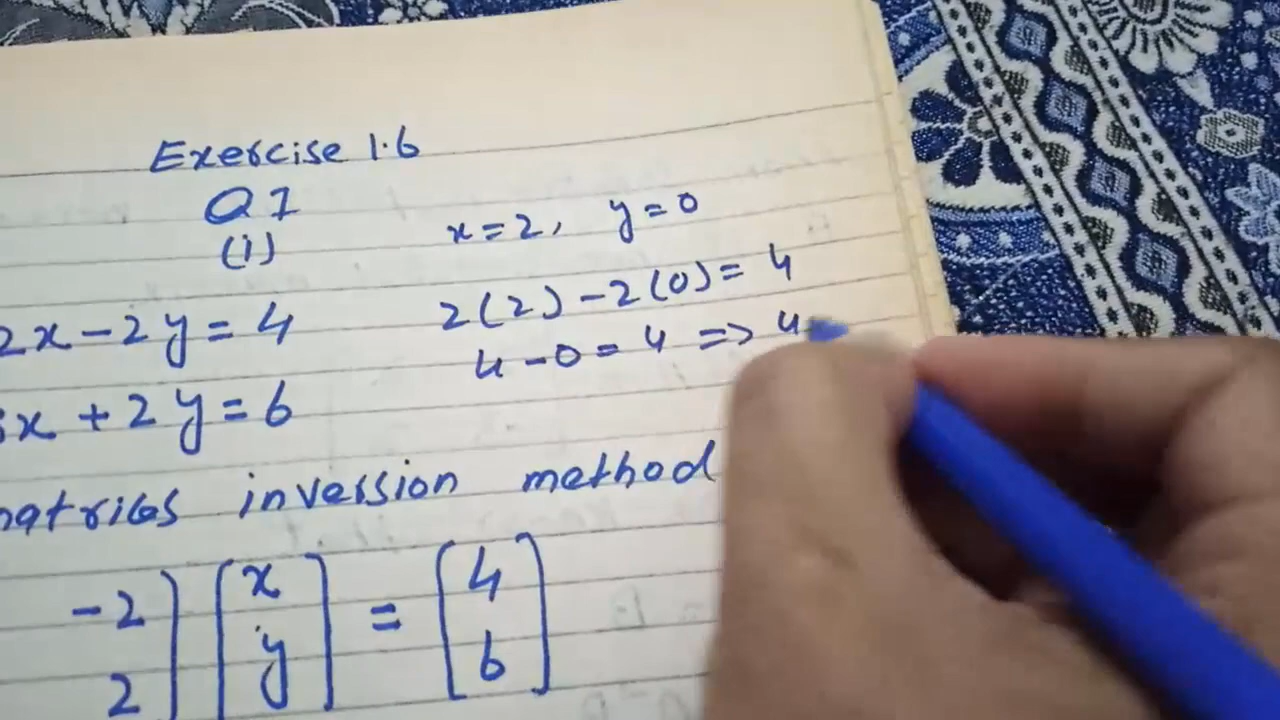 Exercise 1.6
Q1
(i)
x=2, y=0
2x-2y=4
2(2)-2(0)=4
4-0=4 => 4
x+2y=6
inversion method
-2
2
[x
y]
=
[4
6]